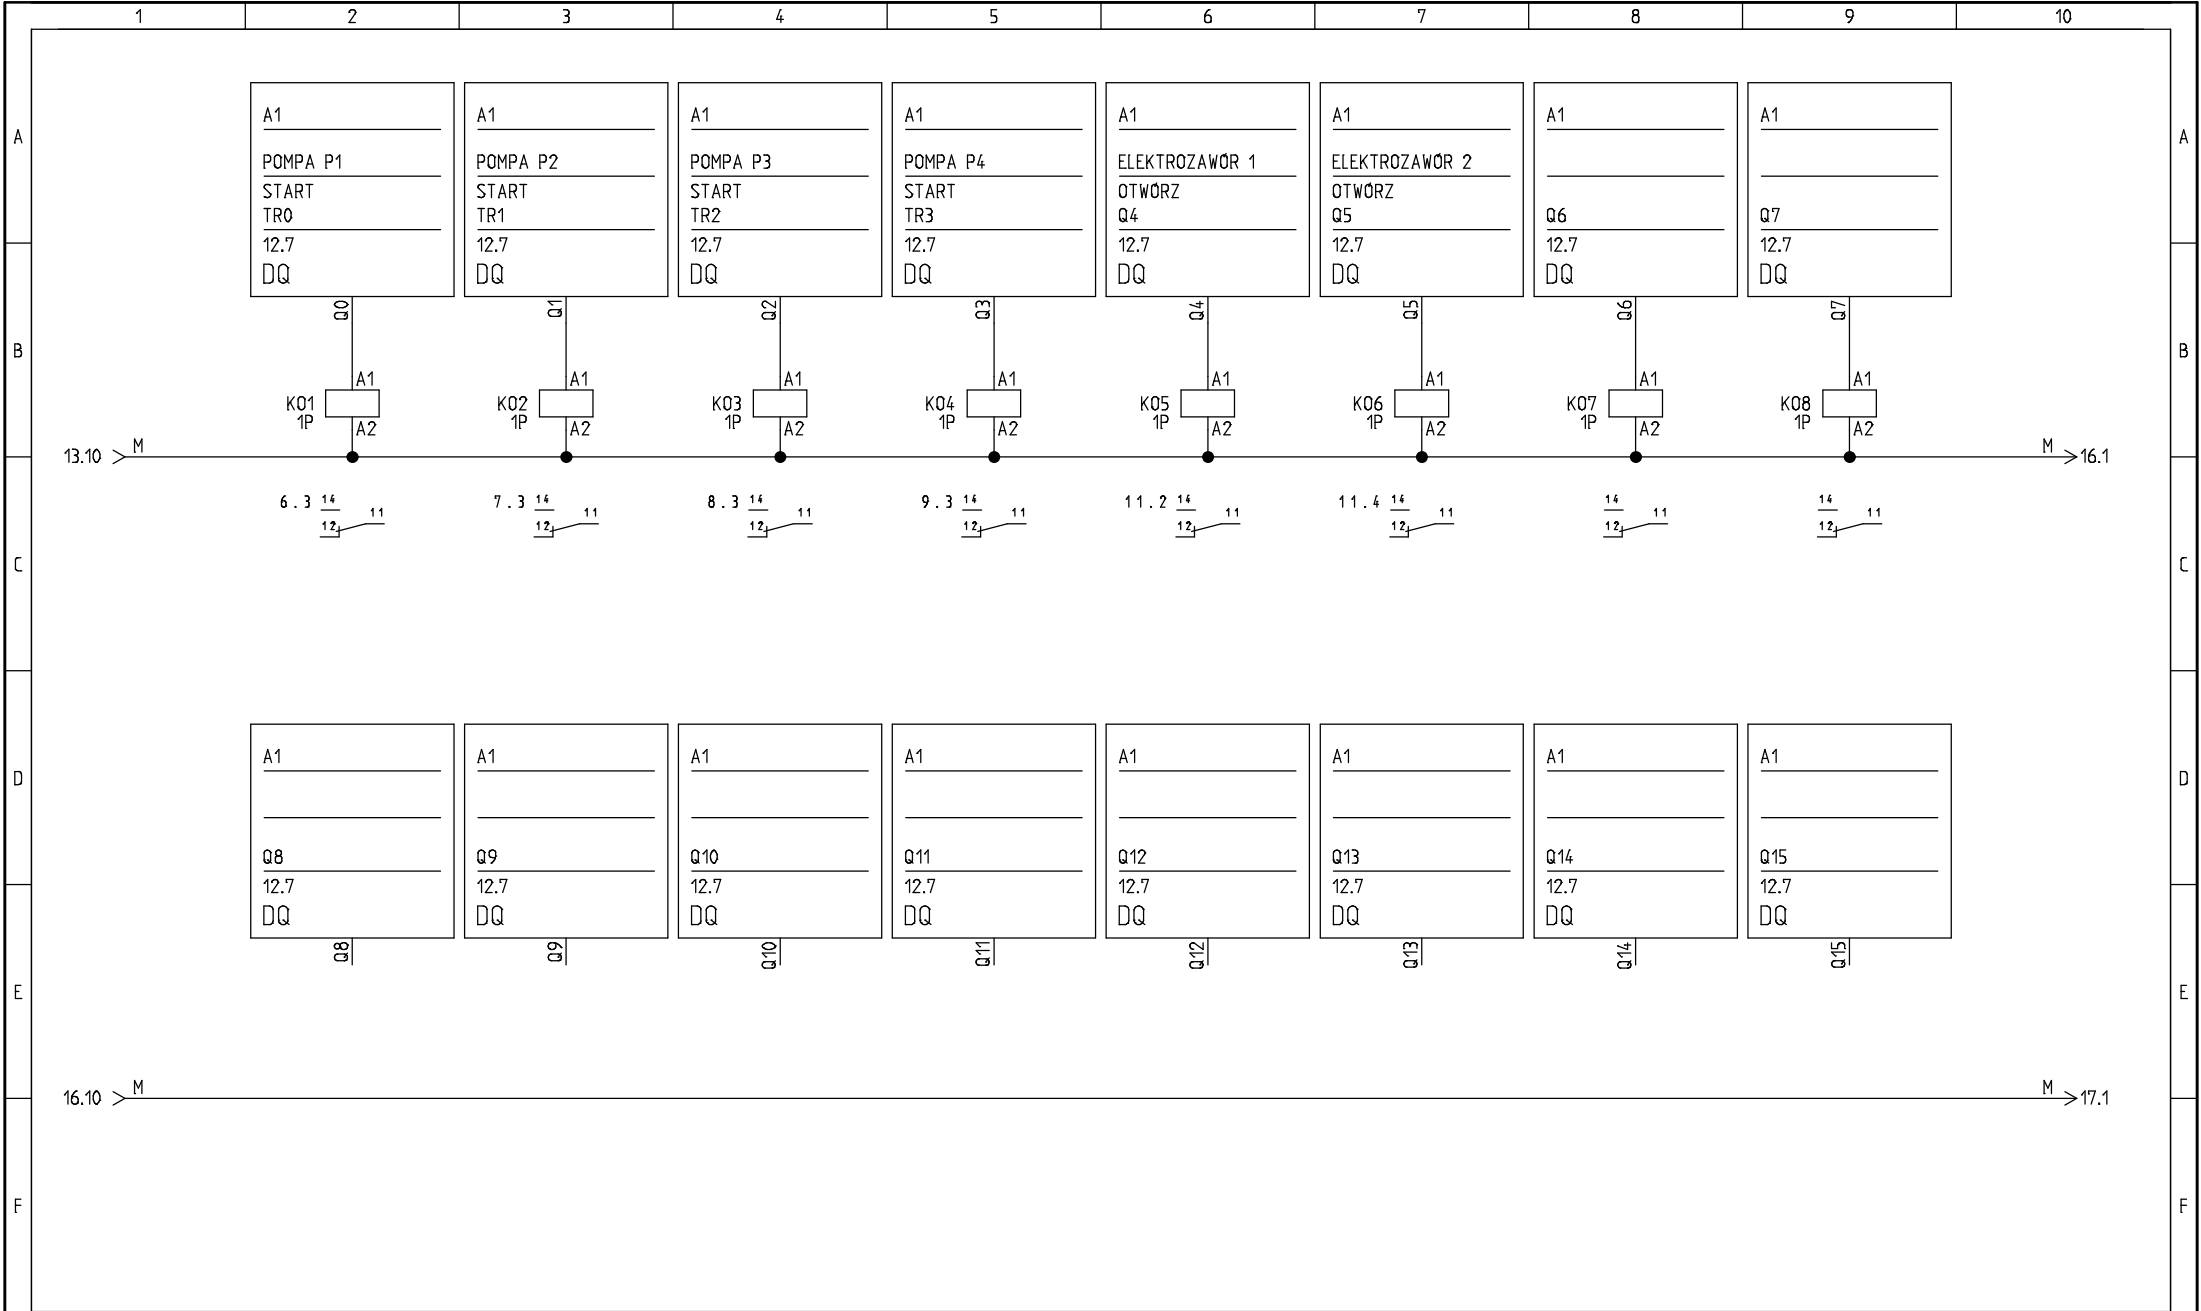 1 2 3 4 5 6 7 8 9 10
A1 A1 A1 A1 A1 A1 A1 A1
A A
POMPA P1 POMPA P2 POMPA P3 POMPA P4 ELEKTROZAWÓR 1 ELEKTROZAWÓR 2
START START START START OTWÓRZ OTWÓRZ
TR0 TR1 TR2 TR3 Q4 Q5 Q6 Q7
12.7 12.7 12.7 12.7 12.7 12.7 12.7 12.7
DQ DQ DQ DQ DQ DQ DQ DQ
Q0 Q1 Q2 Q3 Q4 Q5 Q6 Q7
B B
A1 A1 A1 A1 A1 A1 A1 A1
K01 K02 K03 K04 K05 K06 K07 K08
1P 1P 1P 1P 1P 1P 1P 1P
A2 A2 A2 A2 A2 A2 A2 A2
M M
13.10 16.1
6.3 14 7.3 14 8.3 14 9.3 14 11.2 14 11.4 14 14 14
11 11 11 11 11 11 11 11
12 12 12 12 12 12 12 12
C C
A1 A1 A1 A1 A1 A1 A1 A1
D D
Q8 Q9 Q10 Q11 Q12 Q13 Q14 Q15
12.7 12.7 12.7 12.7 12.7 12.7 12.7 12.7
DQ DQ DQ DQ DQ DQ DQ DQ
Q8 Q9 Q10 Q11 Q12 Q13 Q14 Q15
E E
M M
16.10 17.1
F F